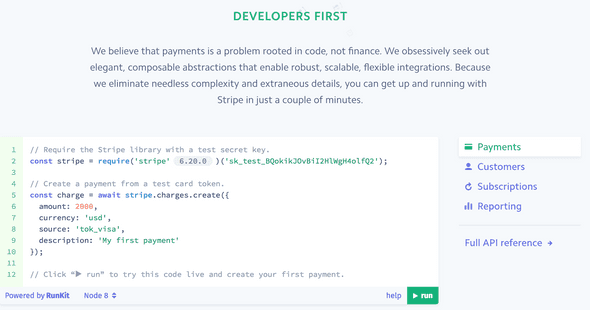 DEVELOPERS FIRST
We believe that payments is a problem rooted in code, not finance. We obsessively seek out
elegant, composable abstractions that enable robust, scalable, flexible integrations. Because
we eliminate needless complexity and extraneous details, you can get up and running with
Stripe in just a couple of minutes.
1 // Require the Stripe library with a test secret key.
2 const stripe = require('stripe' 6.20.0 )('sk_test_BQokikJOvBiI2HlWgH4olfQ2');
3
4 // Create a payment from a test card token.
5 const charge = await stripe.charges.create({
6 amount: 2000,
7 currency: 'usd',
8 source: 'tok_visa',
9 description: 'My first payment'
10 });
11
12 // Click “▶ run” to try this code live and create your first payment.
Powered by RunKit Node 8 help ▶ run
Payments
Customers
Subscriptions
Reporting
Full API reference →